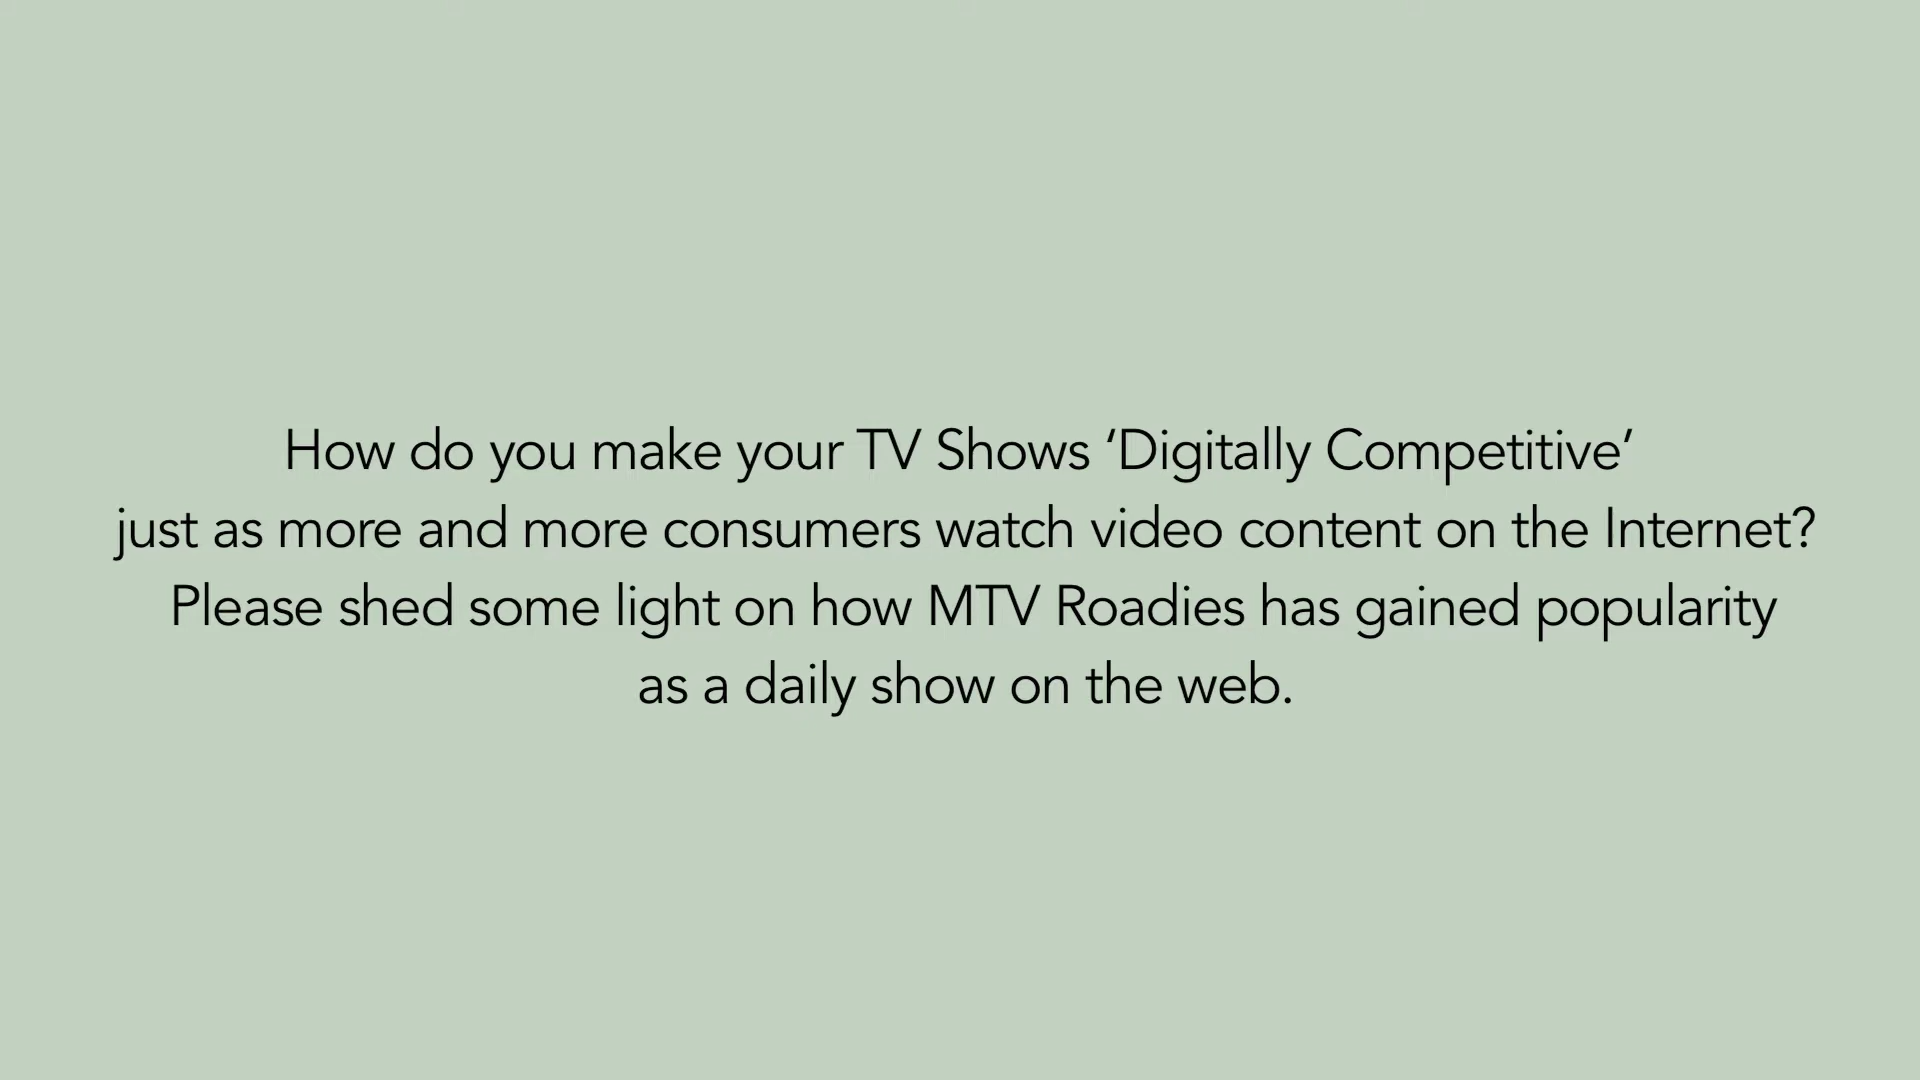 How do you make your TV Shows ‘Digitally Competitive’
just as more and more consumers watch video content on the Internet?
Please shed some light on how MTV Roadies has gained popularity
as a daily show on the web.